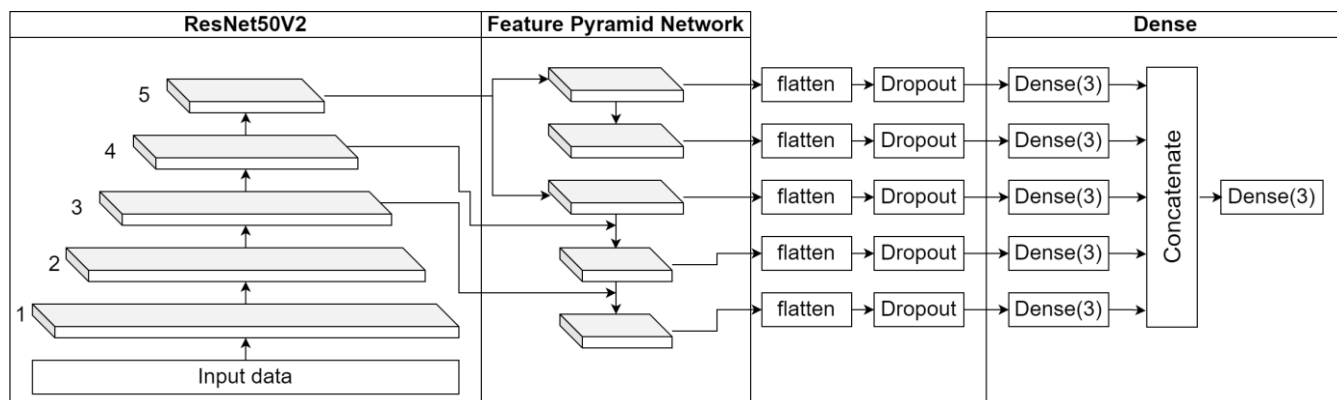 ResNet50V2
Feature Pyramid Network
Dense
5
flatten
Dropout
Dense(3)
4
flatten
Dropout
Dense(3)
3
flatten
Dropout
Dense(3)
Concatenate
Dense(3)
2
flatten
Dropout
Dense(3)
1
flatten
Dropout
Dense(3)
Input data